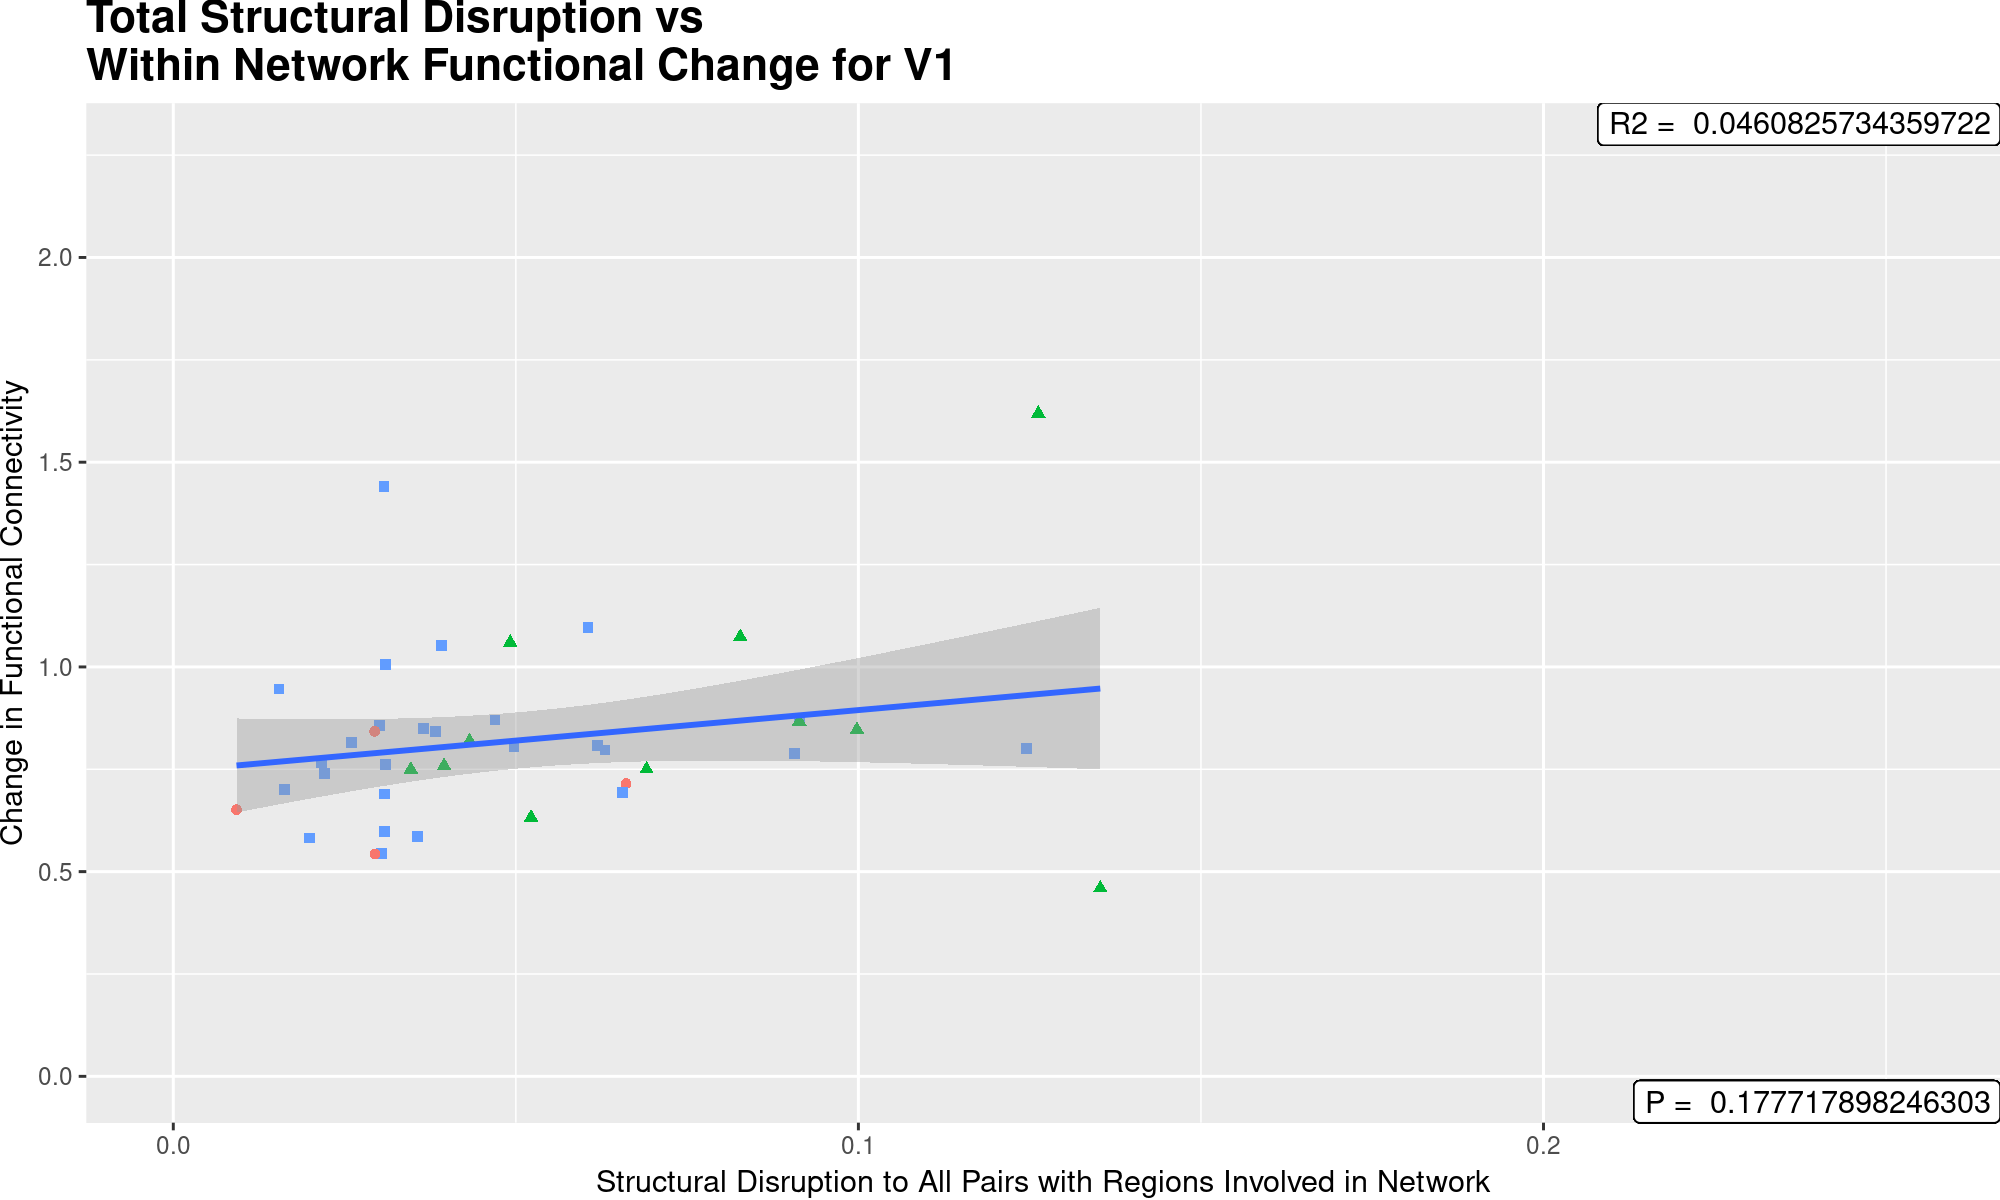 Total Structural Disruption vs
Within Network Functional Change for V1
R2 =  0.0460825734359722
Change in Functional Connectivity
2.0
1.5
1.0
0.5
0.0
P =  0.177717898246303
0.0
0.1
0.2
Structural Disruption to All Pairs with Regions Involved in Network